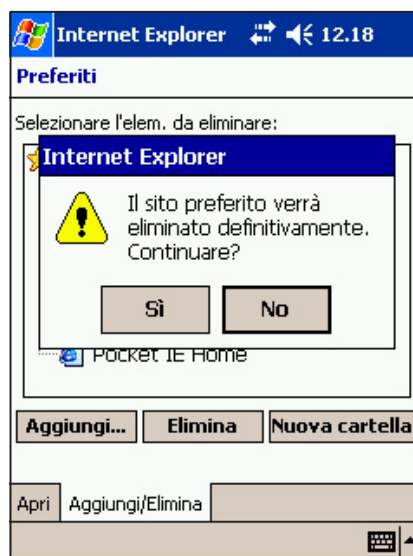 Internet Explorer 12.18
Preferiti
Selezionare l'elem. da eliminare:
Internet Explorer
Il sito preferito verrà
eliminato definitivamente.
Continuare?
Sì No
Pocket IE Home
Aggiungi... Elimina Nuova cartella
Apri Aggiungi/Elimina